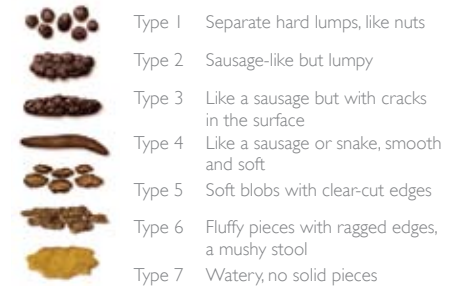 Type 1 Separate hard lumps, like nuts
Type 2 Sausage-like but lumpy
Type 3 Like a sausage but with cracks
in the surface
Type 4 Like a sausage or snake, smooth
and soft
Type 5 Soft blobs with clear-cut edges
Type 6 Fluffy pieces with ragged edges,
a mushy stool
Type 7 Watery, no solid pieces